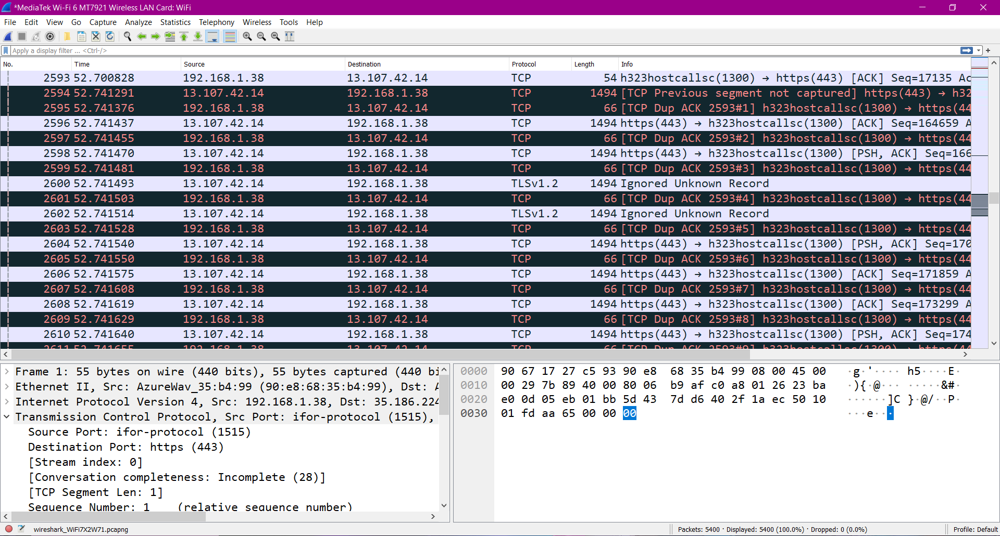 *MediaTek Wi-Fi 6 MT7921 Wireless LAN Card: WiFi
File Edit View Go Capture Analyze Statistics Telephony Wireless Tools Help
Apply a display filter ... <Ctrl-/>
No. Time Source Destination Protocol Length Info
2593 52.700828 192.168.1.38 13.107.42.14 TCP 54 h323hostcallsc(1300) → https(443) [ACK] Seq=17135 Ac
2594 52.741291 13.107.42.14 192.168.1.38 TCP 1494 [TCP Previous segment not captured] https(443) → h32
2595 52.741376 192.168.1.38 13.107.42.14 TCP 66 [TCP Dup ACK 2593#1] h323hostcallsc(1300) → https(44
2596 52.741437 13.107.42.14 192.168.1.38 TCP 1494 https(443) → h323hostcallsc(1300) [ACK] Seq=164659 A
2597 52.741455 192.168.1.38 13.107.42.14 TCP 66 [TCP Dup ACK 2593#2] h323hostcallsc(1300) → https(44
2598 52.741470 13.107.42.14 192.168.1.38 TCP 1494 https(443) → h323hostcallsc(1300) [PSH, ACK] Seq=166
2599 52.741481 192.168.1.38 13.107.42.14 TCP 66 [TCP Dup ACK 2593#3] h323hostcallsc(1300) → https(44
2600 52.741493 13.107.42.14 192.168.1.38 TLSv1.2 1494 Ignored Unknown Record
2601 52.741503 192.168.1.38 13.107.42.14 TCP 66 [TCP Dup ACK 2593#4] h323hostcallsc(1300) → https(44
2602 52.741514 13.107.42.14 192.168.1.38 TLSv1.2 1494 Ignored Unknown Record
2603 52.741528 192.168.1.38 13.107.42.14 TCP 66 [TCP Dup ACK 2593#5] h323hostcallsc(1300) → https(44
2604 52.741540 13.107.42.14 192.168.1.38 TCP 1494 https(443) → h323hostcallsc(1300) [PSH, ACK] Seq=170
2605 52.741550 192.168.1.38 13.107.42.14 TCP 66 [TCP Dup ACK 2593#6] h323hostcallsc(1300) → https(44
2606 52.741575 13.107.42.14 192.168.1.38 TCP 1494 https(443) → h323hostcallsc(1300) [ACK] Seq=171859 A
2607 52.741608 192.168.1.38 13.107.42.14 TCP 66 [TCP Dup ACK 2593#7] h323hostcallsc(1300) → https(44
2608 52.741619 13.107.42.14 192.168.1.38 TCP 1494 https(443) → h323hostcallsc(1300) [ACK] Seq=173299 A
2609 52.741629 192.168.1.38 13.107.42.14 TCP 66 [TCP Dup ACK 2593#8] h323hostcallsc(1300) → https(44
2610 52.741640 13.107.42.14 192.168.1.38 TCP 1494 https(443) → h323hostcallsc(1300) [PSH, ACK] Seq=174
2611 52.741655 192.168.1.38 13.107.42.14 TCP 66 [TCP Dup ACK 2593#9] h323hostcallsc(1300) → https(44
Frame 1: 55 bytes on wire (440 bits), 55 bytes captured (440 bi
Ethernet II, Src: AzureWav_35:b4:99 (90:e8:68:35:b4:99), Dst: A
Internet Protocol Version 4, Src: 192.168.1.38, Dst: 35.186.224
Transmission Control Protocol, Src Port: ifor-protocol (1515),
Source Port: ifor-protocol (1515)
Destination Port: https (443)
[Stream index: 0]
[Conversation completeness: Incomplete (28)]
[TCP Segment Len: 1]
Sequence Number: 1 (relative sequence number)
0000 90 67 17 27 c5 93 90 e8 68 35 b4 99 08 00 45 00 ·g·'···· h5····E·
0010 00 29 7b 89 40 00 80 06 b9 af c0 a8 01 26 23 ba ·){·@··· ·····&#·
0020 e0 0d 05 eb 01 bb 5d 43 7d d6 40 2f 1a ec 50 10 ······]C }·@/··P·
0030 01 fd aa 65 00 00 00 ···e···
wireshark_WiFi7X2W71.pcapng
Packets: 5400 · Displayed: 5400 (100.0%) · Dropped: 0 (0.0%)
Profile: Default